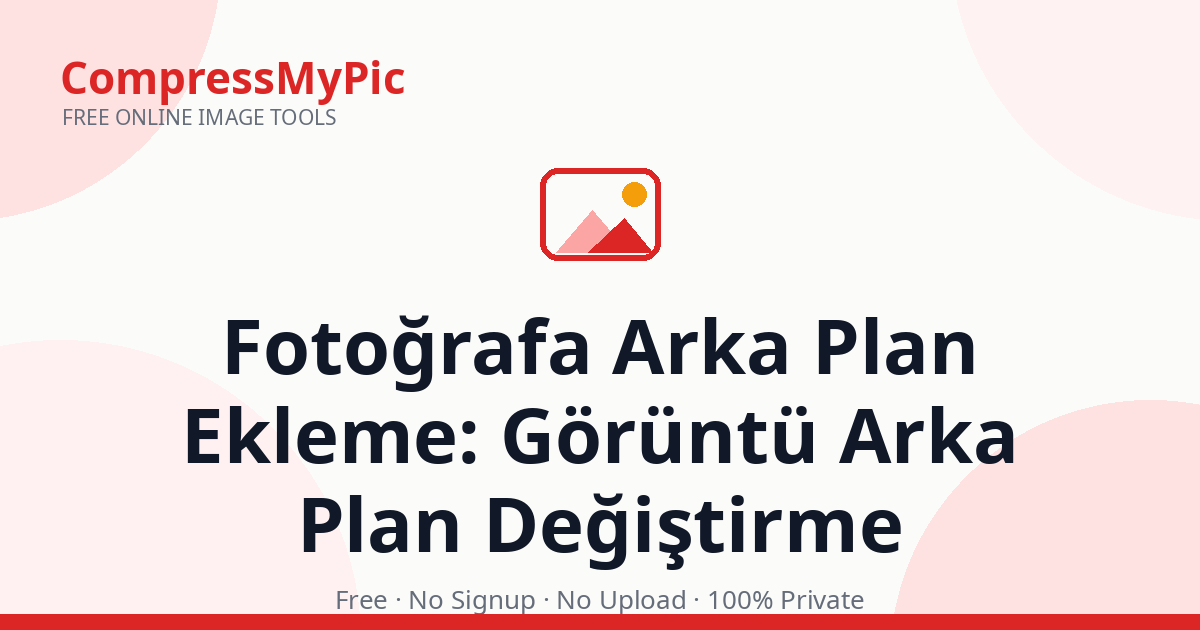 CompressMyPic
FREE ONLINE IMAGE TOOLS
Fotoğrafa Arka Plan
Ekleme: Görüntü Arka
Plan Değiştirme
Free · No Signup · No Upload · 100% Private